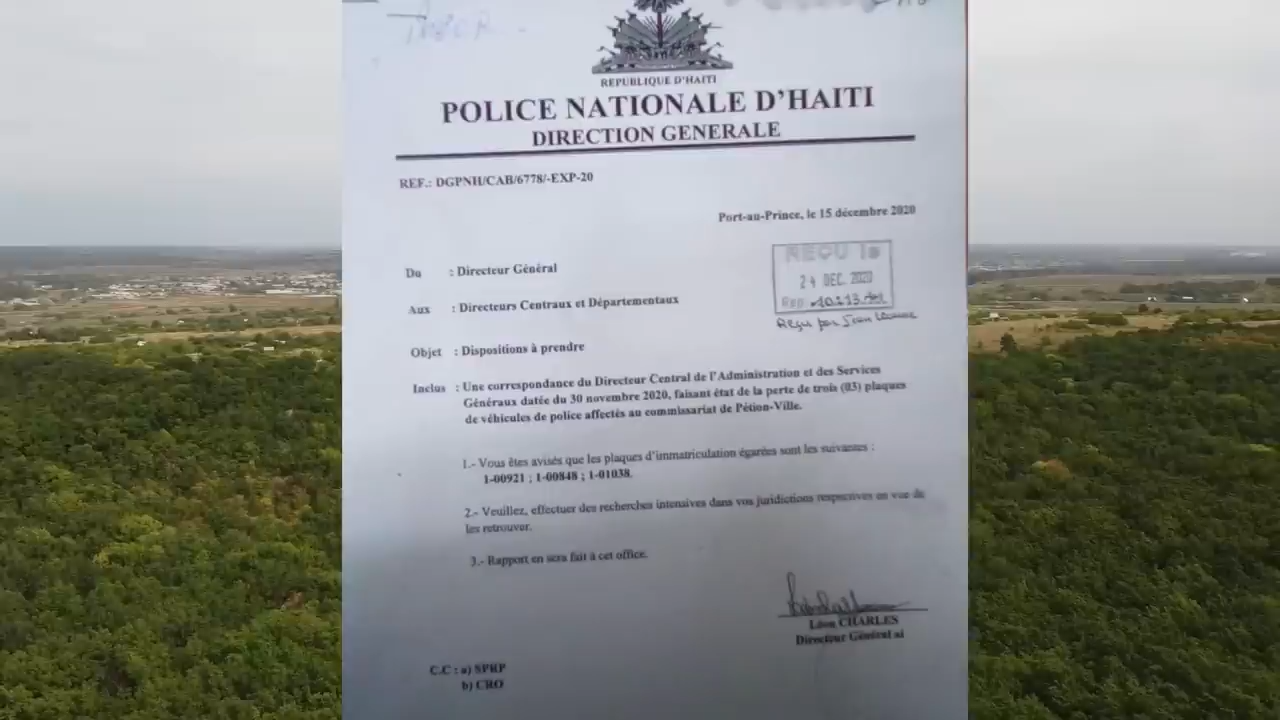 REPUBLIQUE D'HAITI
POLICE NATIONALE D'HAITI
DIRECTION GENERALE
REF.: DGPNH/CAB/6778/-EXP-20
Port-au-Prince, le 15 décembre 2020
REÇU le
24 DEC. 2020
Du : Directeur Général
Aux : Directeurs Centraux et Départementaux
Reçu par Jean
Objet : Dispositions à prendre
Inclus : Une correspondance du Directeur Central de l'Administration et des Services
Généraux datée du 30 novembre 2020, faisant état de la perte de trois (03) plaques
de véhicules de police affectés au commissariat de Pétion-Ville.
1.- Vous êtes avisés que les plaques d'immatriculation égarées sont les suivantes :
1-00921 ; 1-00848 ; 1-01038.
2.- Veuillez, effectuer des recherches intensives dans vos juridictions respectives en vue de
les retrouver.
3.- Rapport en sera fait à cet office.
Léon CHARLES
Directeur Général ai
C.C : a) SPRP
b) CRO